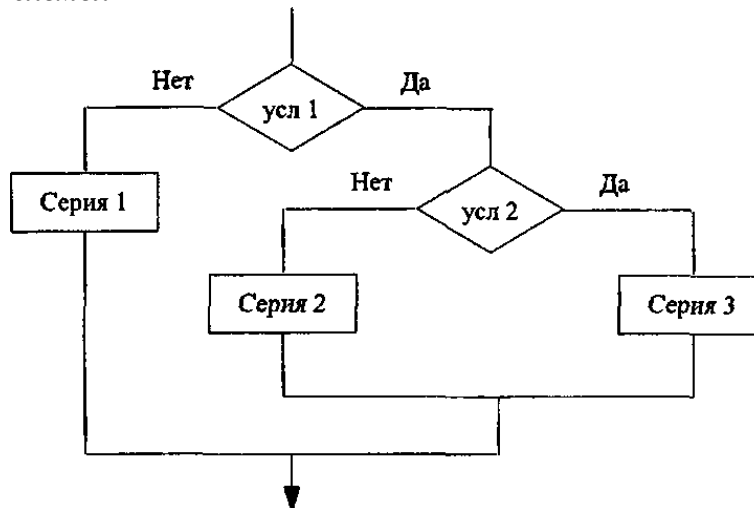 Нет
Да
усл 1
Нет
Да
Серия 1
усл 2
Серия 2
Серия 3